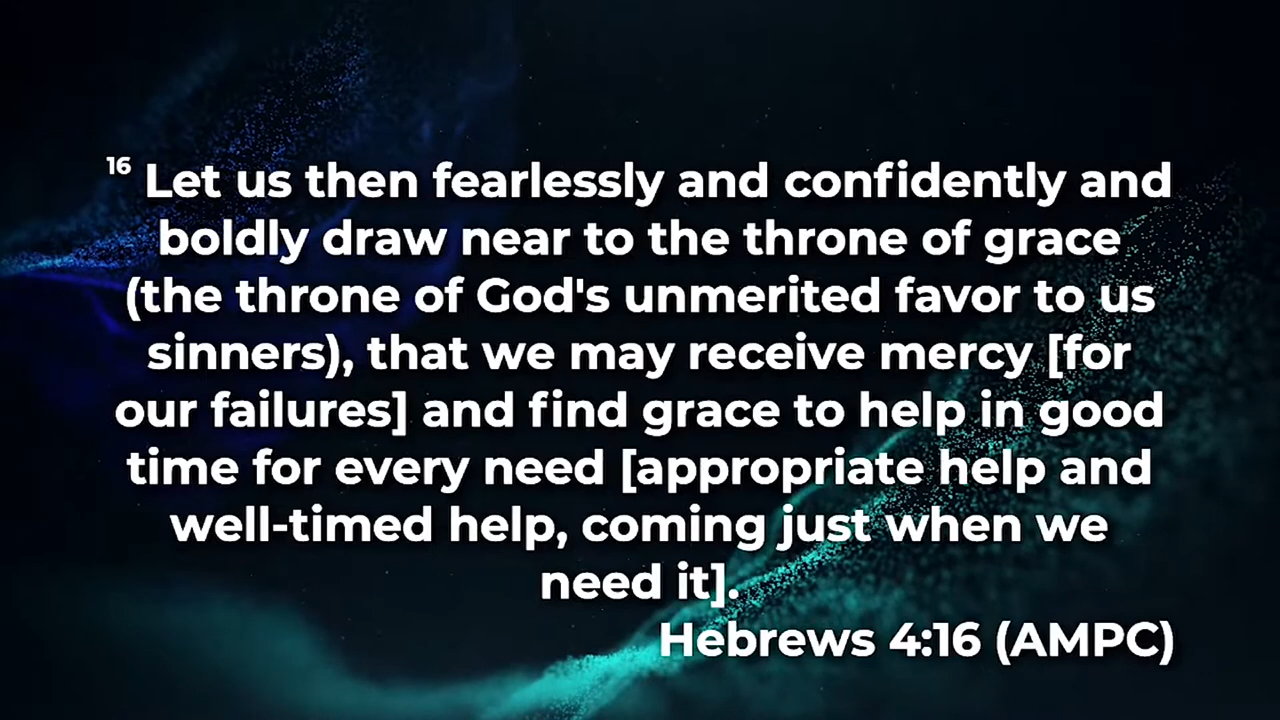 16 Let us then fearlessly and confidently and
boldly draw near to the throne of grace
(the throne of God's unmerited favor to us
sinners), that we may receive mercy [for
our failures] and find grace to help in good
time for every need [appropriate help and
well-timed help, coming just when we
need it].
Hebrews 4:16 (AMPC)